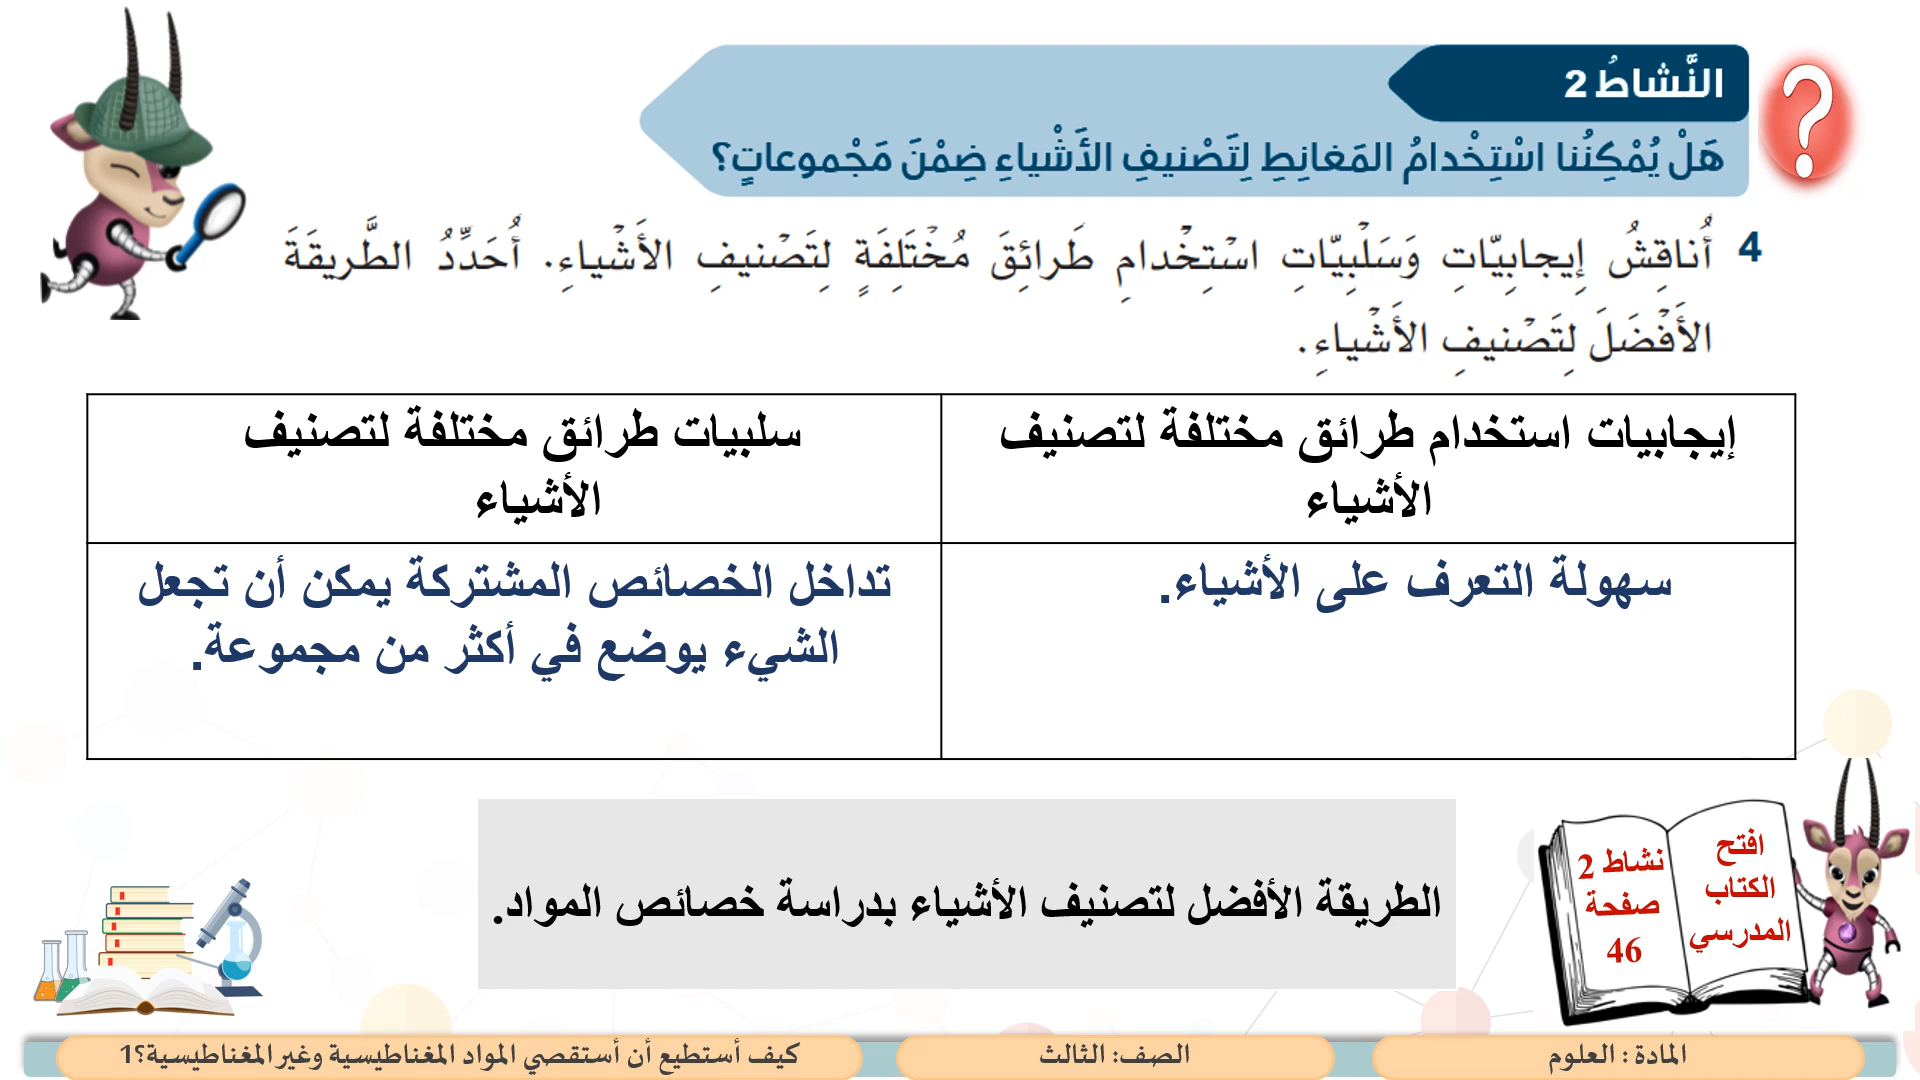 النَّشاطُ 2
هَلْ يُمْكِنُنا اسْتِخْدامُ المَغانِطِ لِتَصْنيفِ الأَشْياءِ ضِمْنَ مَجْموعاتٍ؟
4 أُناقِشُ إِيجابِيّاتِ وَسَلْبِيّاتِ اسْتِخْدامِ طَرائِقَ مُخْتَلِفَةٍ لِتَصْنيفِ الأَشْياءِ. أُحَدِّدُ الطَّريقَةَ
الأَفْضَلَ لِتَصْنيفِ الأَشْياءِ.
إيجابيات استخدام طرائق مختلفة لتصنيف
الأشياء
سلبيات طرائق مختلفة لتصنيف
الأشياء
سهولة التعرف على الأشياء.
تداخل الخصائص المشتركة يمكن أن تجعل
الشيء يوضع في أكثر من مجموعة.
افتح
الكتاب
المدرسي
نشاط 2
صفحة
46
الطريقة الأفضل لتصنيف الأشياء بدراسة خصائص المواد.
المادة : العلوم
الصف: الثالث
كيف أستطيع أن أستقصي المواد المغناطيسية وغير المغناطيسية؟1